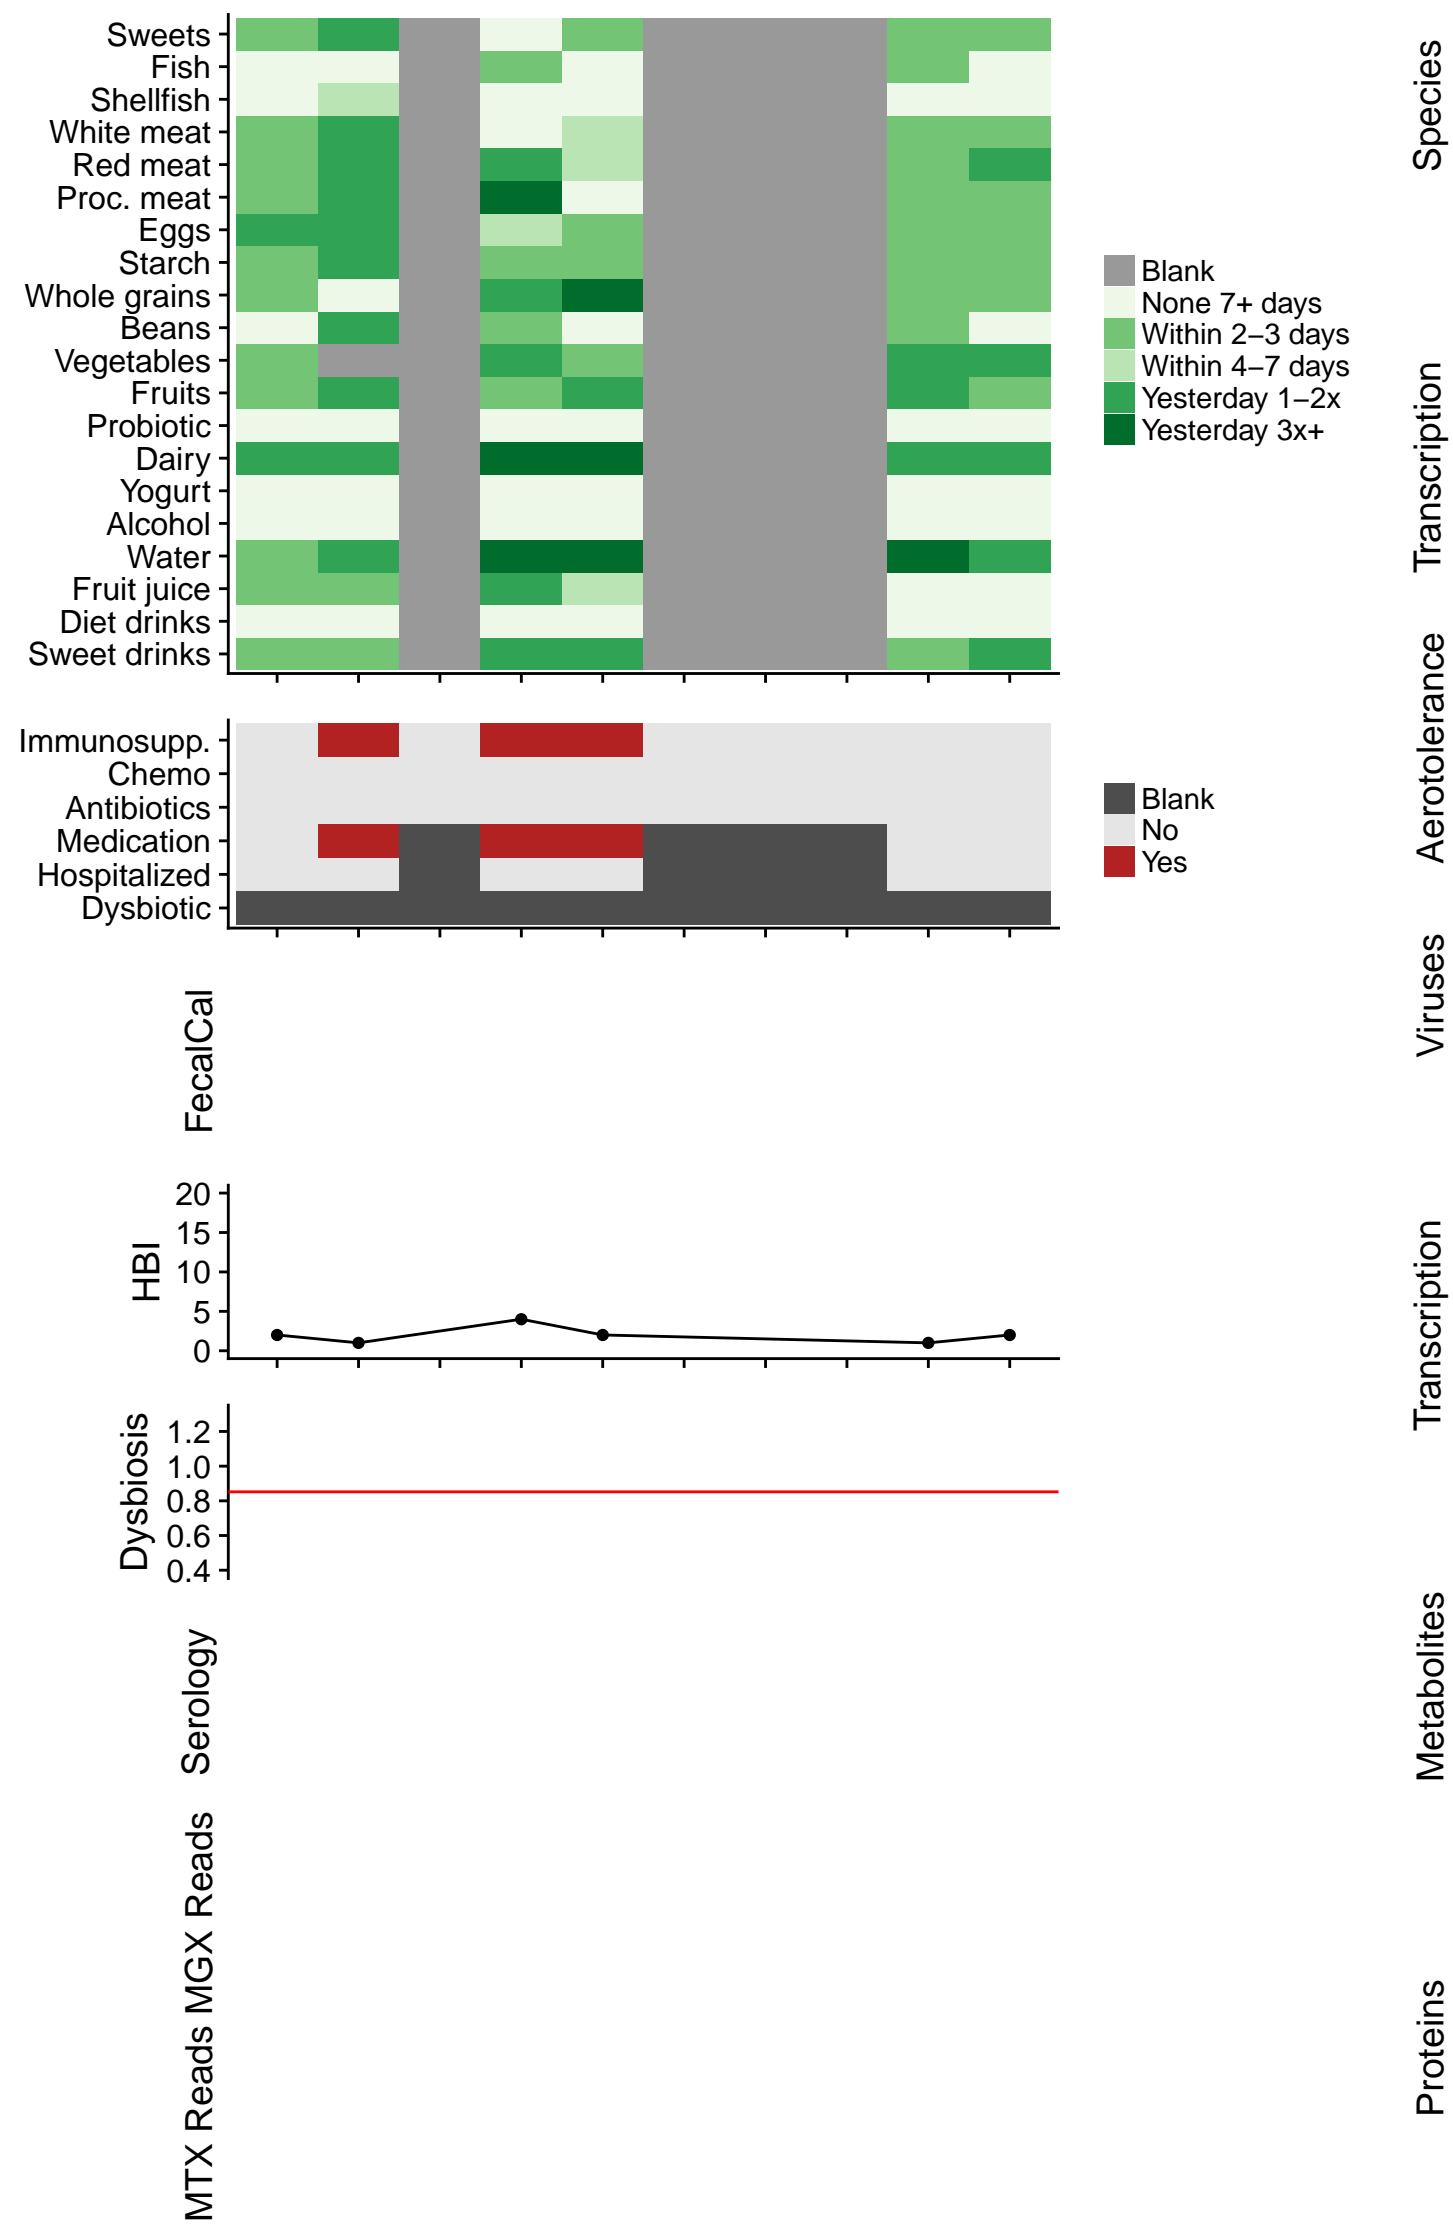 Sweets
Fish
Shellfish
White meat
Red meat
Proc. meat
Eggs
Starch
Whole grains
Beans
Vegetables
Fruits
Probiotic
Dairy
Yogurt
Alcohol
Water
Fruit juice
Diet drinks
Sweet drinks
Blank
None 7+ days
Within 2−3 days
Within 4−7 days
Yesterday 1−2x
Yesterday 3x+
Immunosupp.
Chemo
Antibiotics
Medication
Hospitalized
Dysbiotic
Blank
No
Yes
FecalCal
HBI
20
15
10
5
0
Dysbiosis
1.2
1.0
0.8
0.6
0.4
Serology
MGX Reads
MTX Reads
Species
Transcription
Aerotolerance
Viruses
Transcription
Metabolites
Proteins